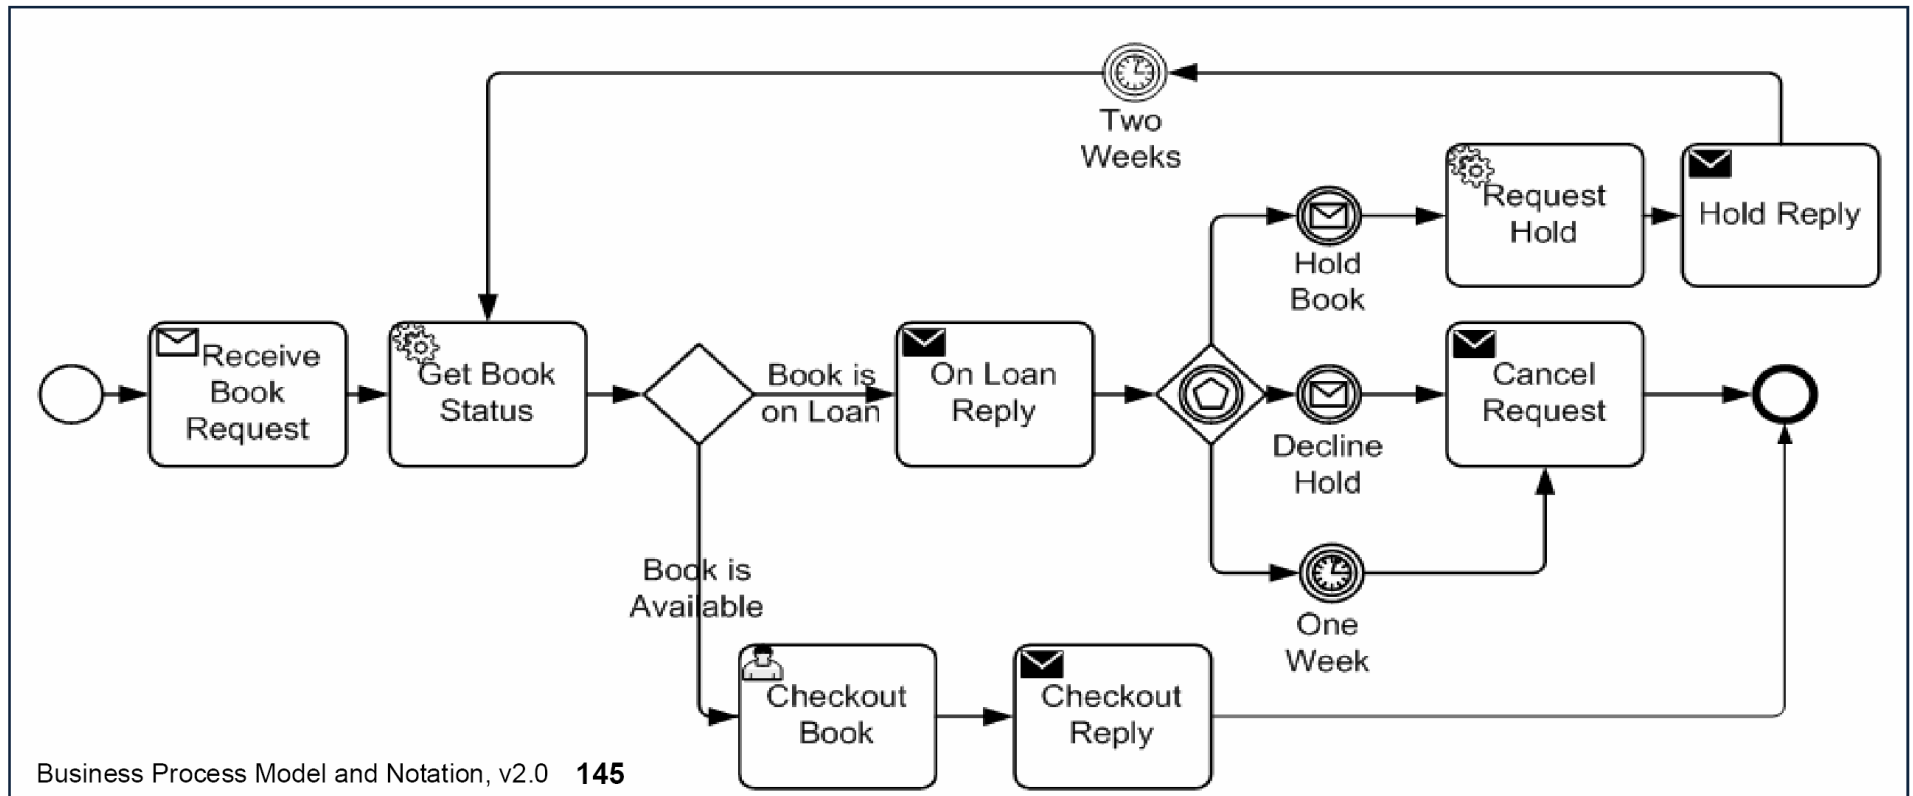 Two
Weeks
Request
Hold
Hold Reply
Hold
Book
Receive
Book
Request
Get Book
Status
Book is
on Loan
On Loan
Reply
Decline
Hold
Cancel
Request
Book is
Available
One
Week
Checkout
Book
Checkout
Reply
Business Process Model and Notation, v2.0 145